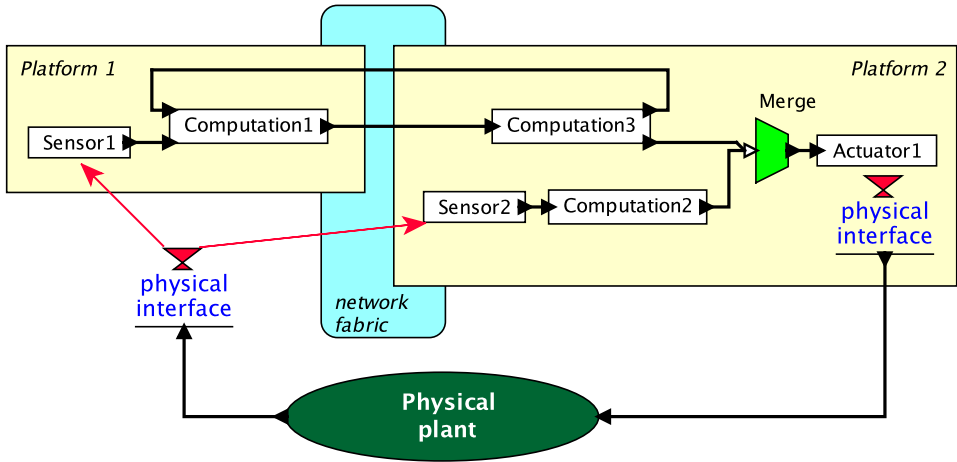 Platform 1
Platform 2
Merge
Sensor1
Computation1
Computation3
Actuator1
Sensor2
Computation2
physical
interface
physical
interface
network
fabric
Physical
plant